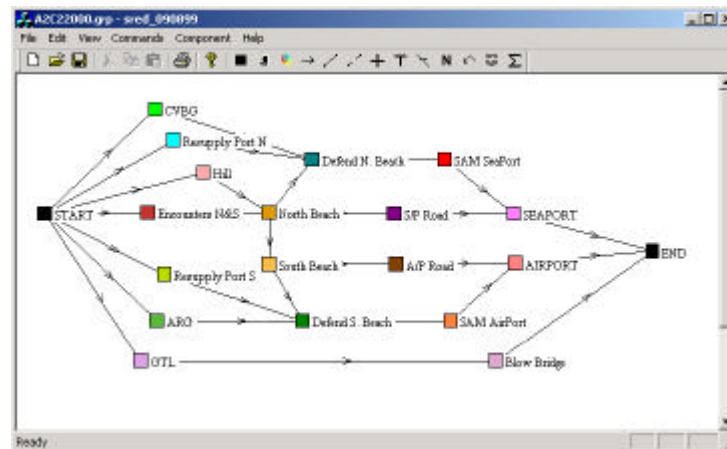 A2C22000.grp - sred_090899
File Edit View Commands Component Help
N Σ
CVBG
Resupply Port N
Defend N. Beach
SAM SeaPort
Hill
START
Encounters N&S
North Beach
S/P Road
SEAPORT
END
South Beach
A/P Road
AIRPORT
Resupply Port S
ARG
Defend S. Beach
SAM AirPort
GTL
Blow Bridge
Ready